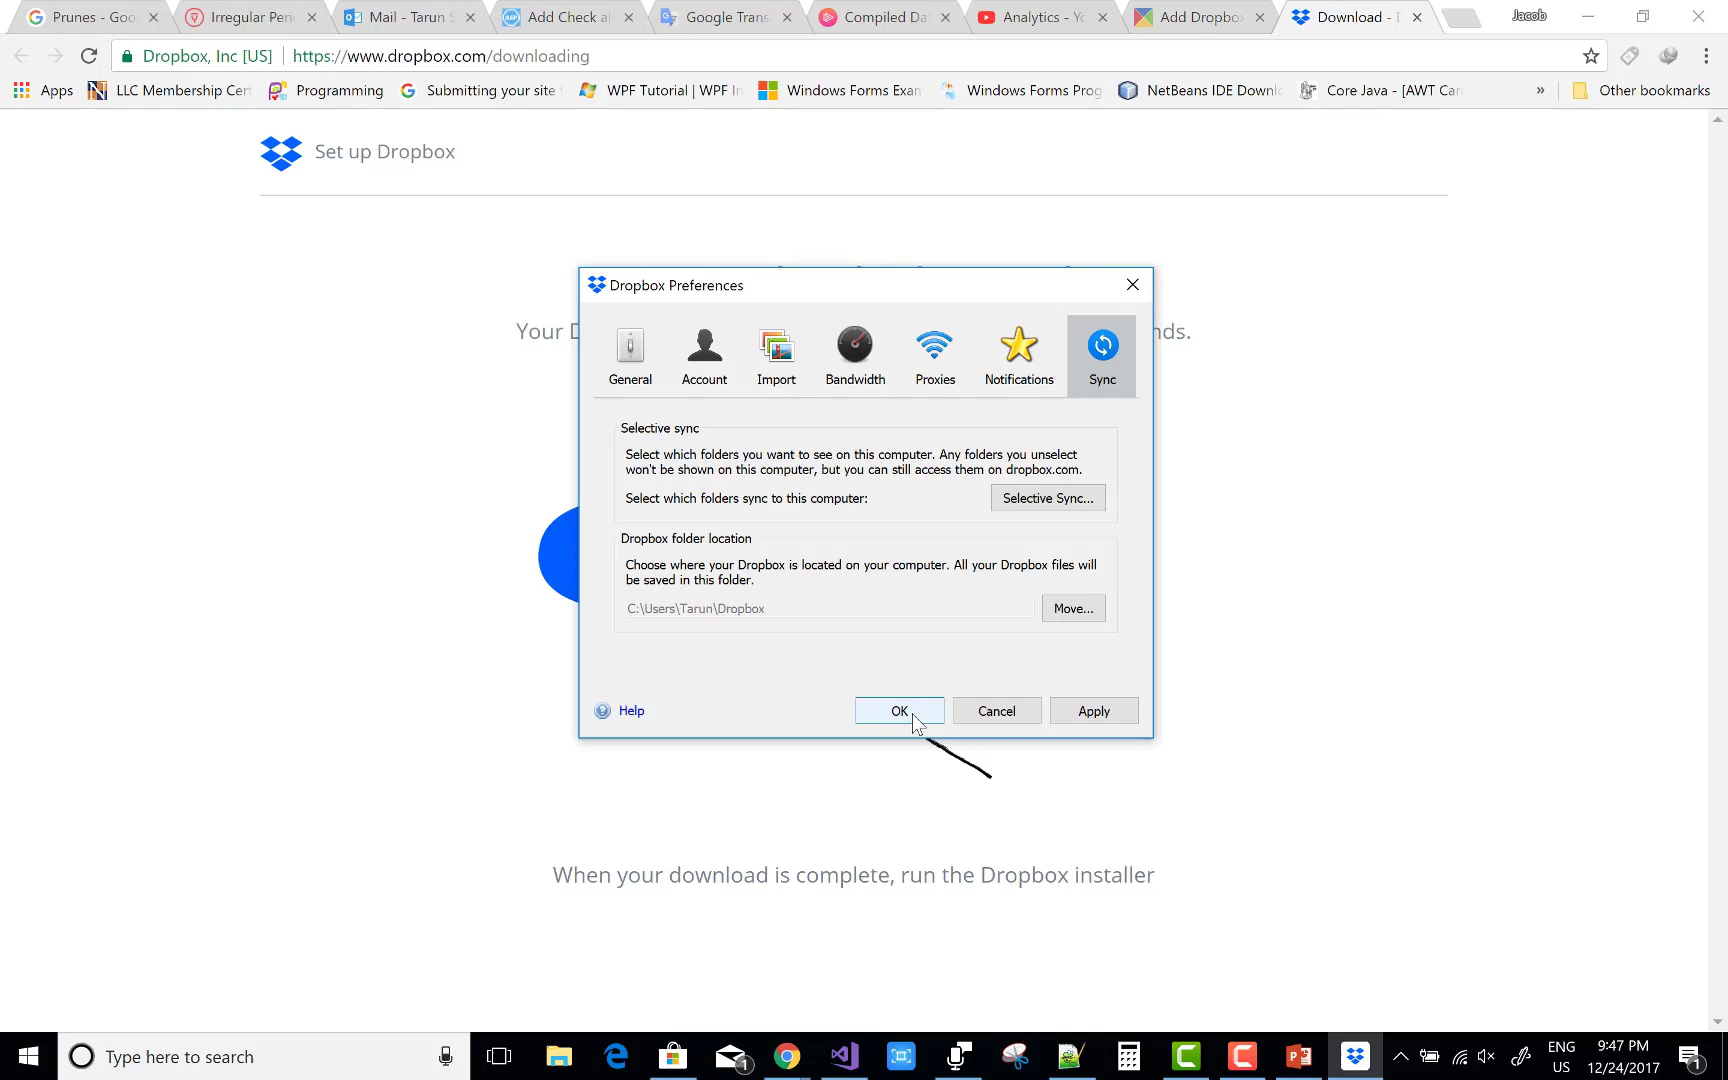 Prunes - Goo
Irregular Peri
Mail - Tarun S
Add Check al
Google Trans
Compiled Da
Analytics - Yo
Add Dropbox
Download - D
Jacob
Dropbox, Inc [US]
https://www.dropbox.com/downloading
Apps
LLC Membership Cert
Programming
Submitting your site
WPF Tutorial | WPF In
Windows Forms Exan
Windows Forms Prog
NetBeans IDE Downl
Core Java - [AWT Car
»
Other bookmarks
Set up Dropbox
Your D
nds.
Dropbox Preferences
General
Account
Import
Bandwidth
Proxies
Notifications
Sync
Selective sync
Select which folders you want to see on this computer. Any folders you unselect
won't be shown on this computer, but you can still access them on dropbox.com.
Select which folders sync to this computer:
Selective Sync...
Dropbox folder location
Choose where your Dropbox is located on your computer. All your Dropbox files will
be saved in this folder.
C:\Users\Tarun\Dropbox
Move...
Help
OK
Cancel
Apply
When your download is complete, run the Dropbox installer
Type here to search
1
ENG
US
9:47 PM
12/24/2017
1